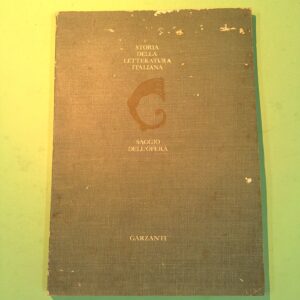 STORIA
DELLA
LETTERATURA
ITALIANA
G
SAGGIO
DELL'OPERA
GARZANTI